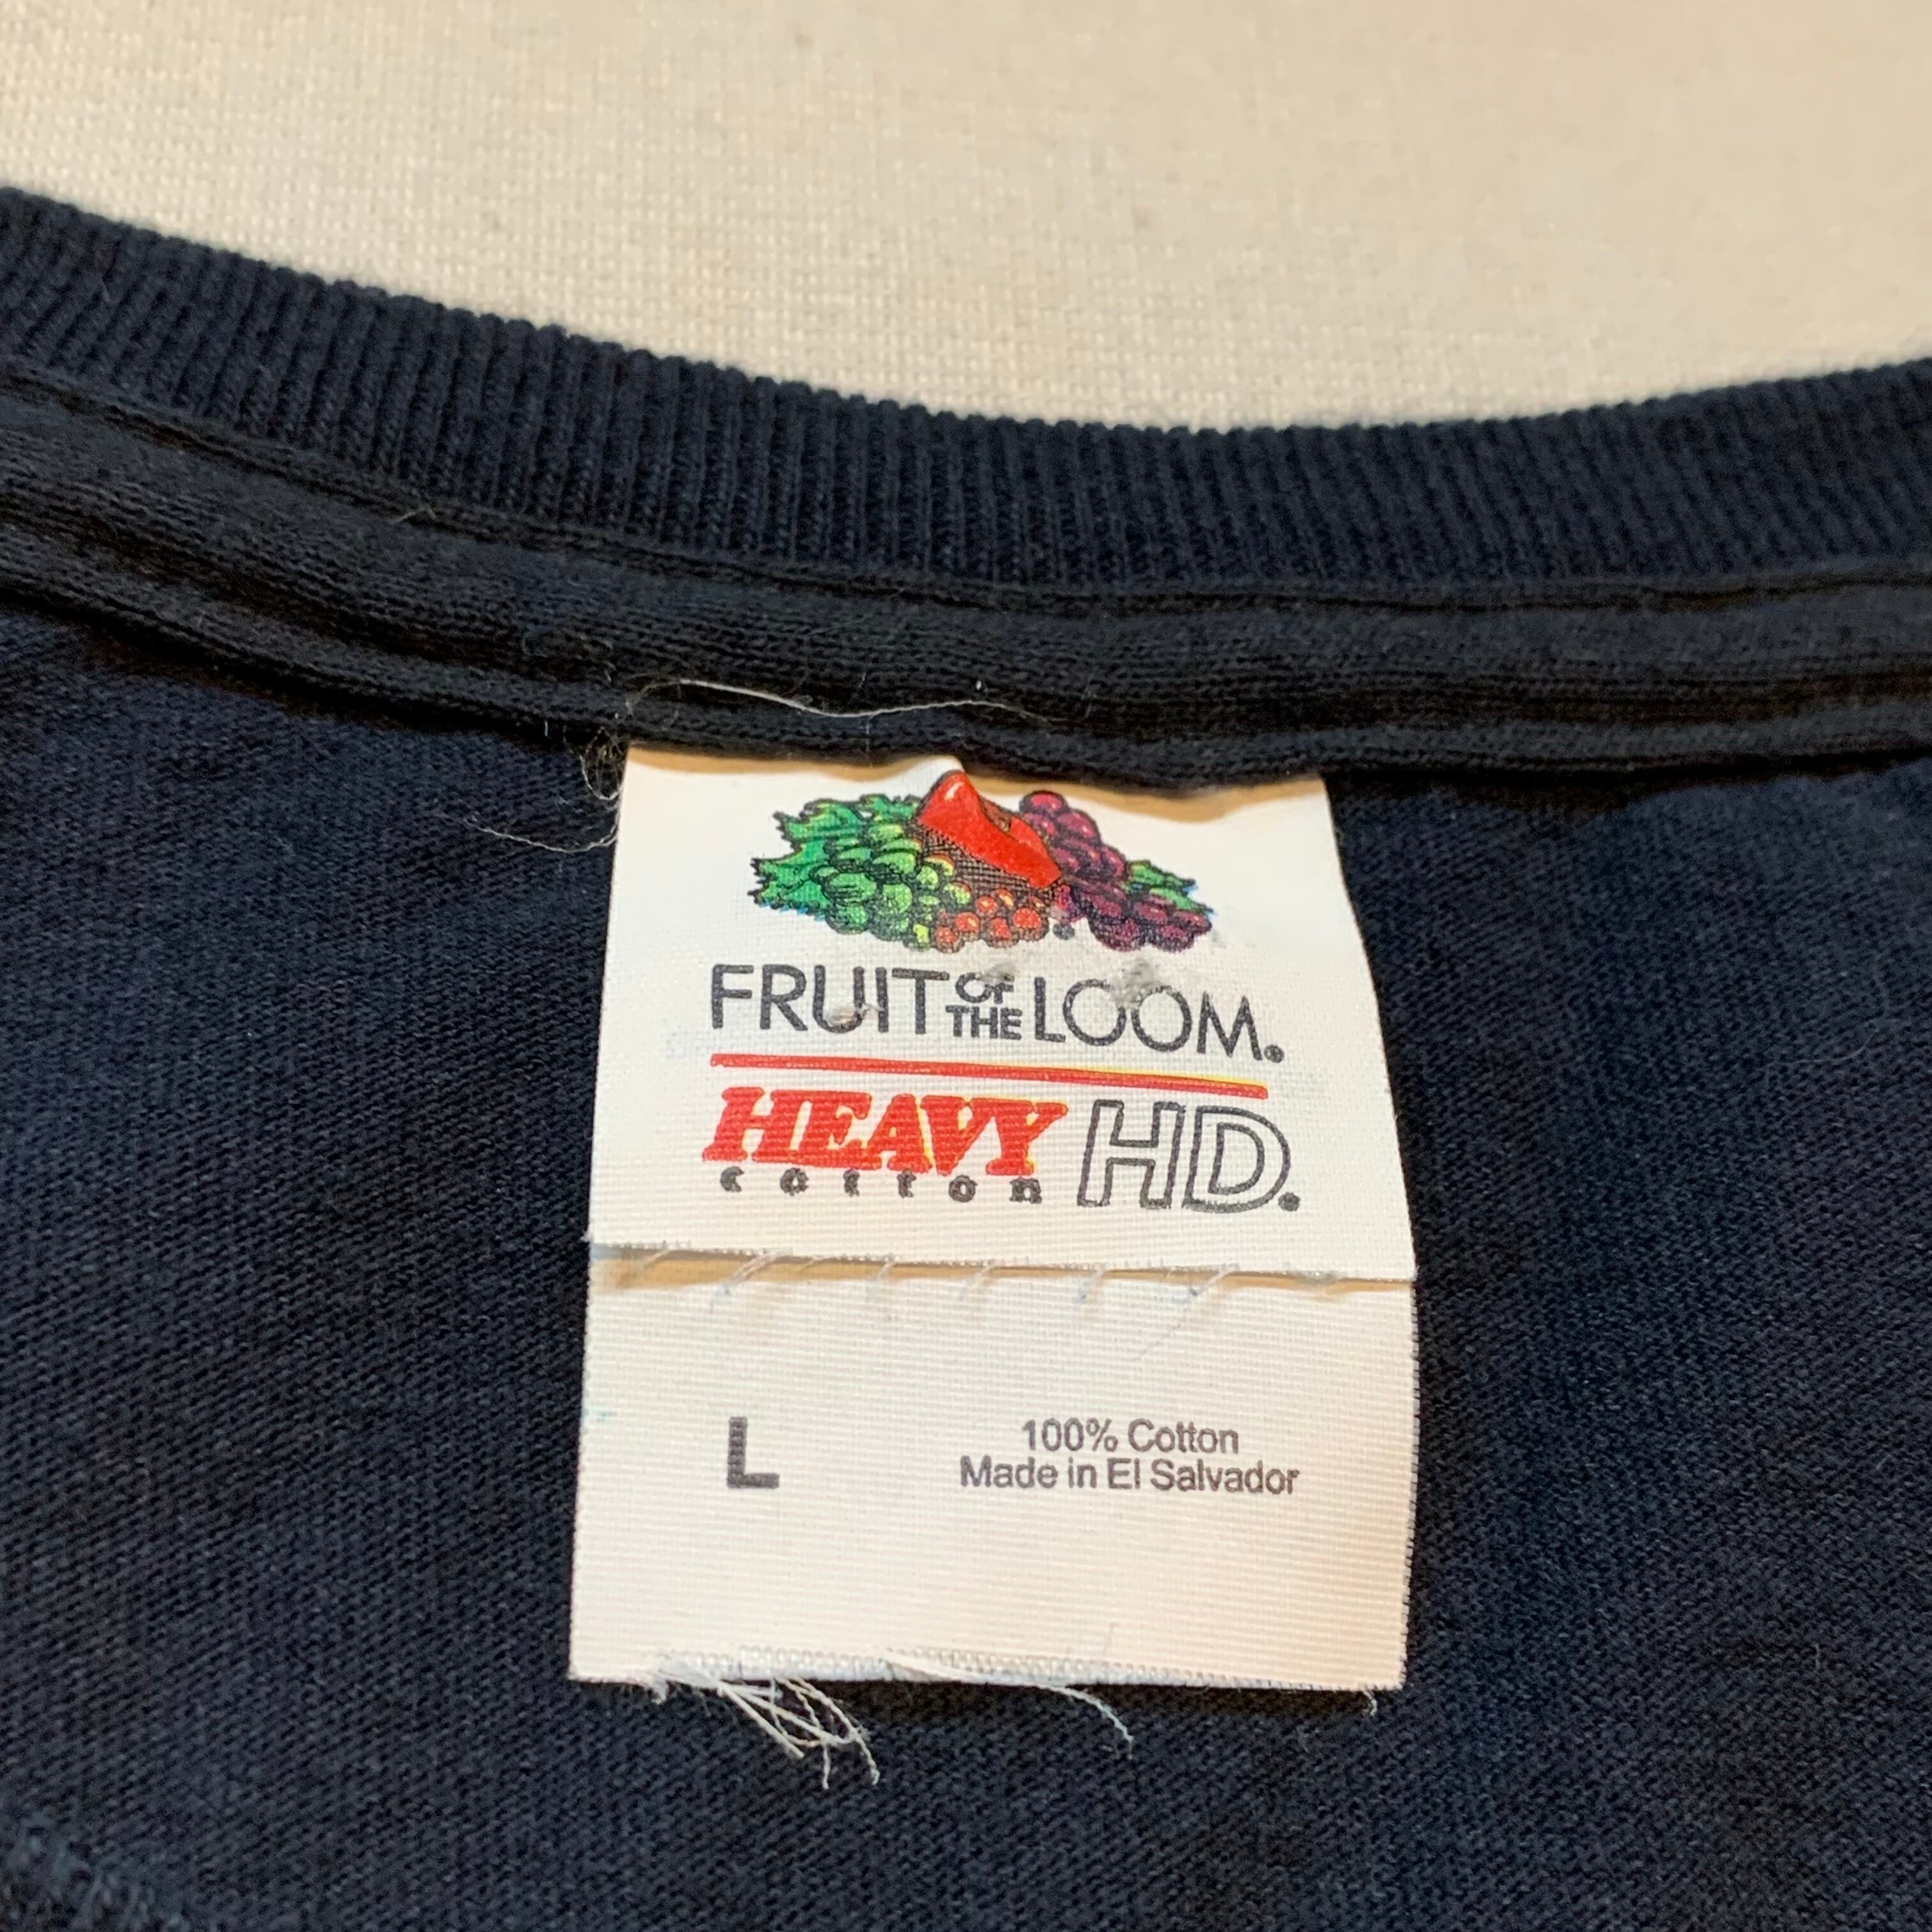 FRUIT OF THE LOOM®
HEAVY HD®
cotton
L
100% Cotton
Made in El Salvador